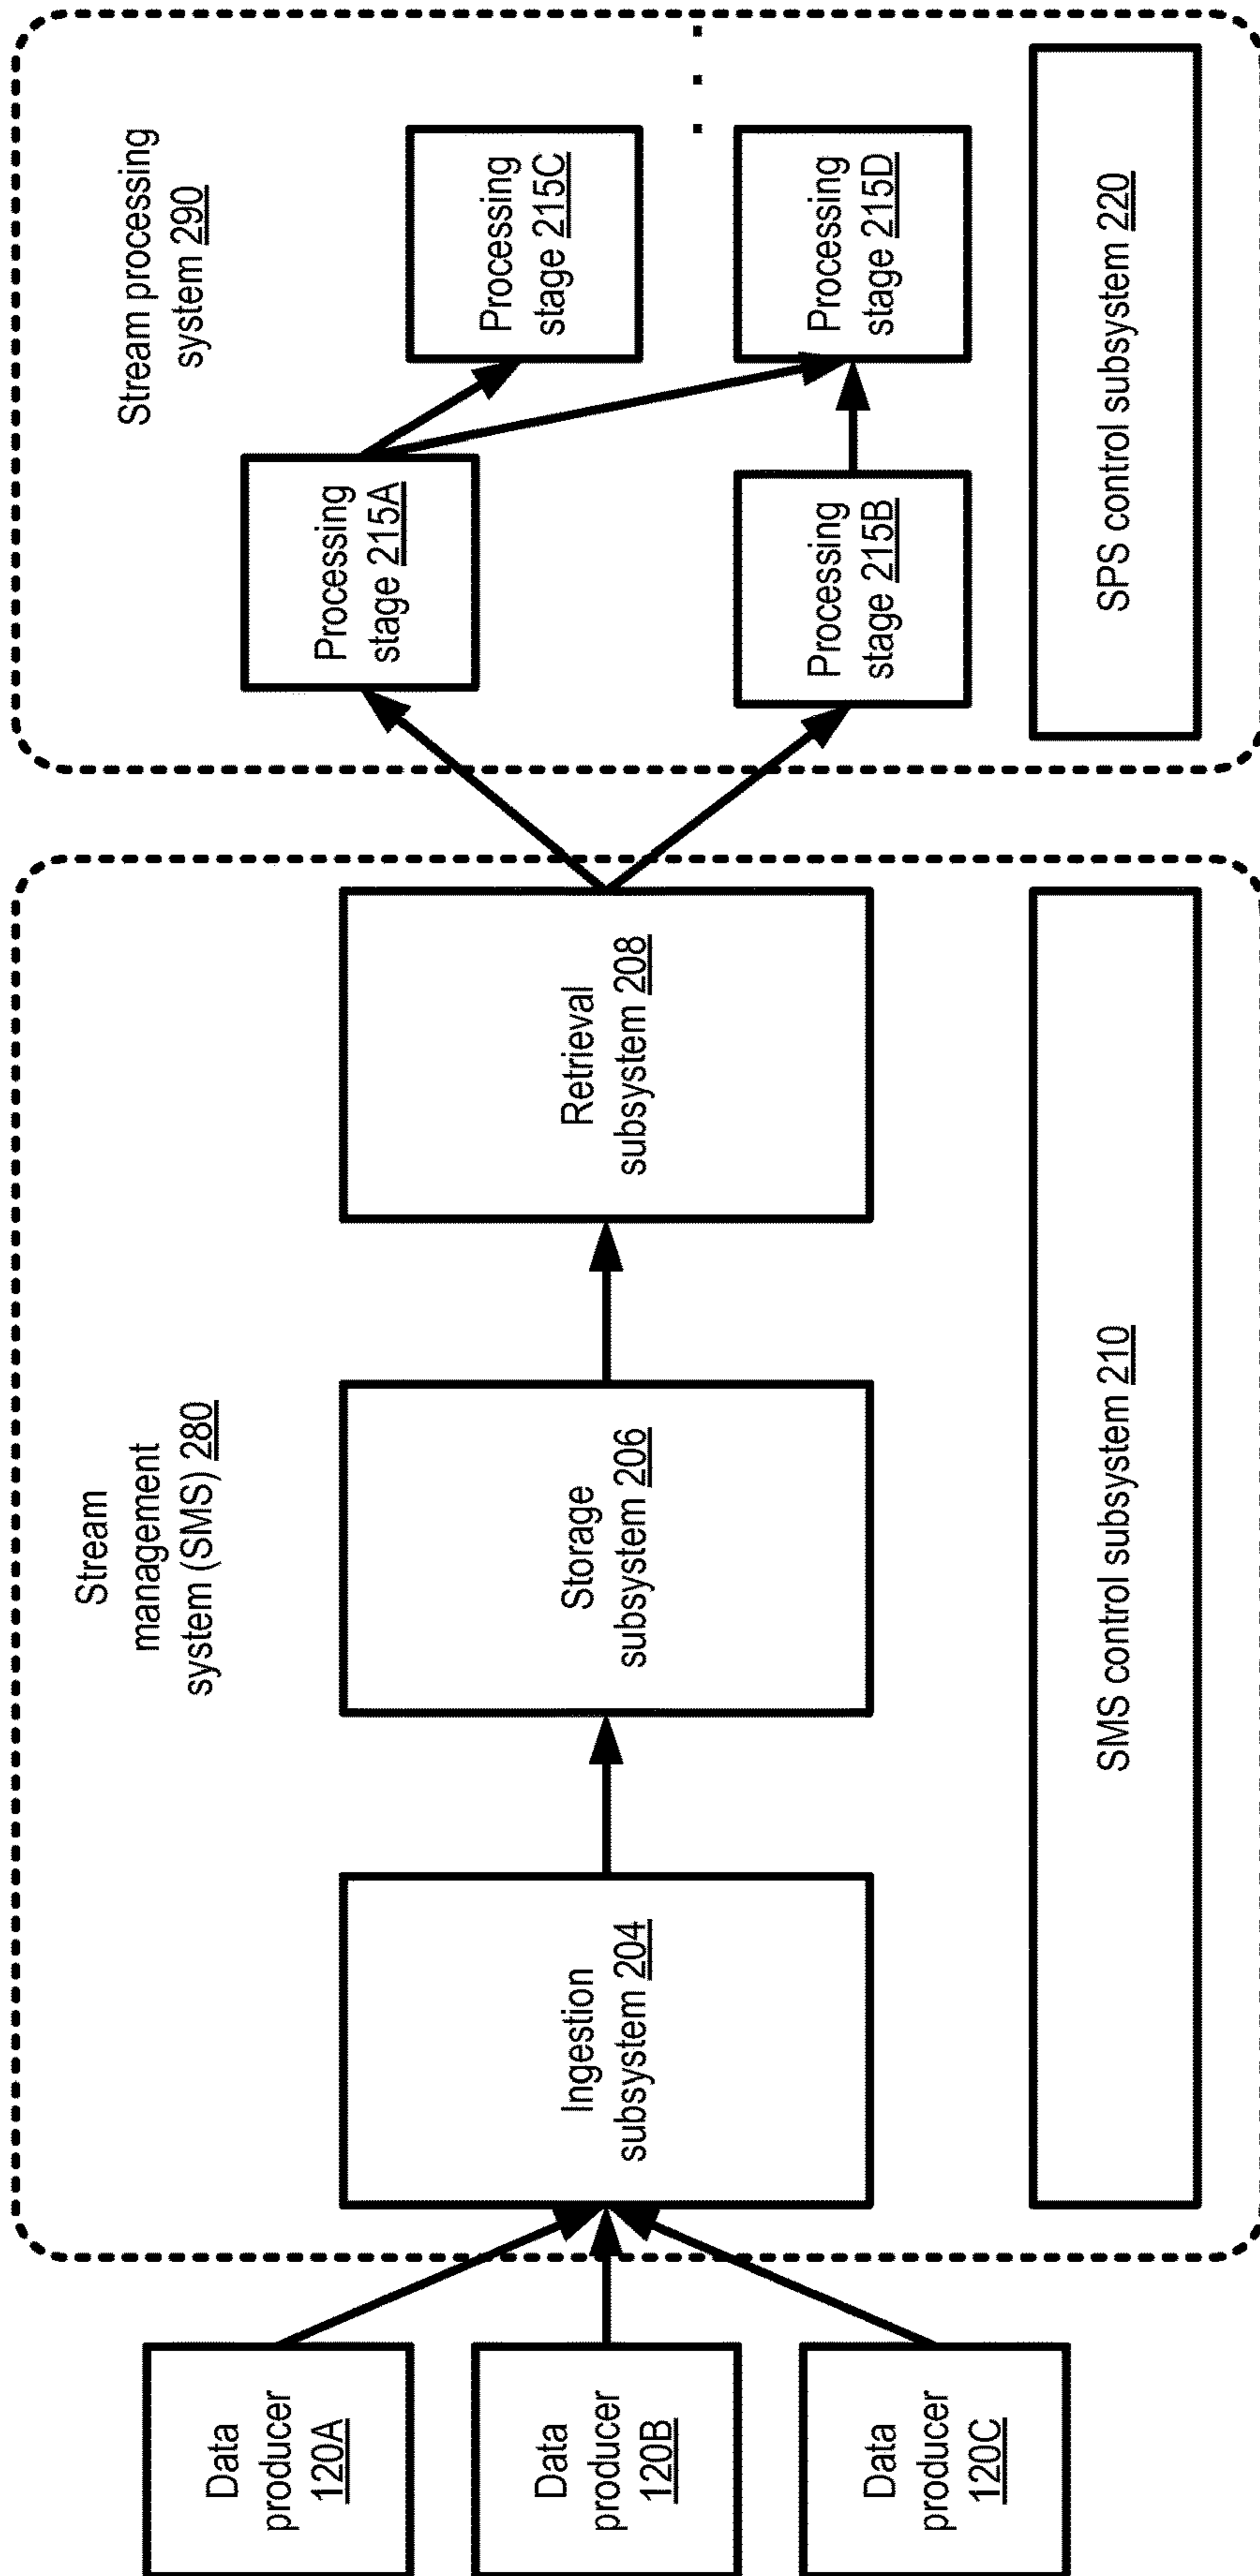 Data
producer
120A
Data
producer
120B
Data
producer
120C
Stream
management
system (SMS) 280
Ingestion
subsystem 204
Storage
subsystem 206
Retrieval
subsystem 208
SMS control subsystem 210
Stream processing
system 290
Processing
stage 215A
Processing
stage 215B
Processing
stage 215C
Processing
stage 215D
SPS control subsystem 220